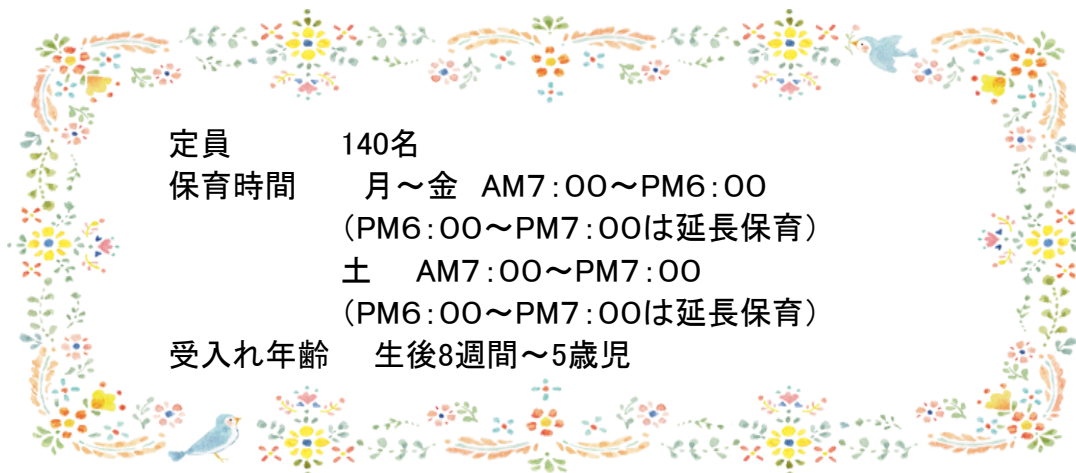 定員　　　140名
保育時間　　月～金　AM7：00～PM6：00
（PM6：00～PM7：00は延長保育）
土　AM7：00～PM7：00
（PM6：00～PM7：00は延長保育）
受入れ年齢　生後8週間～5歳児